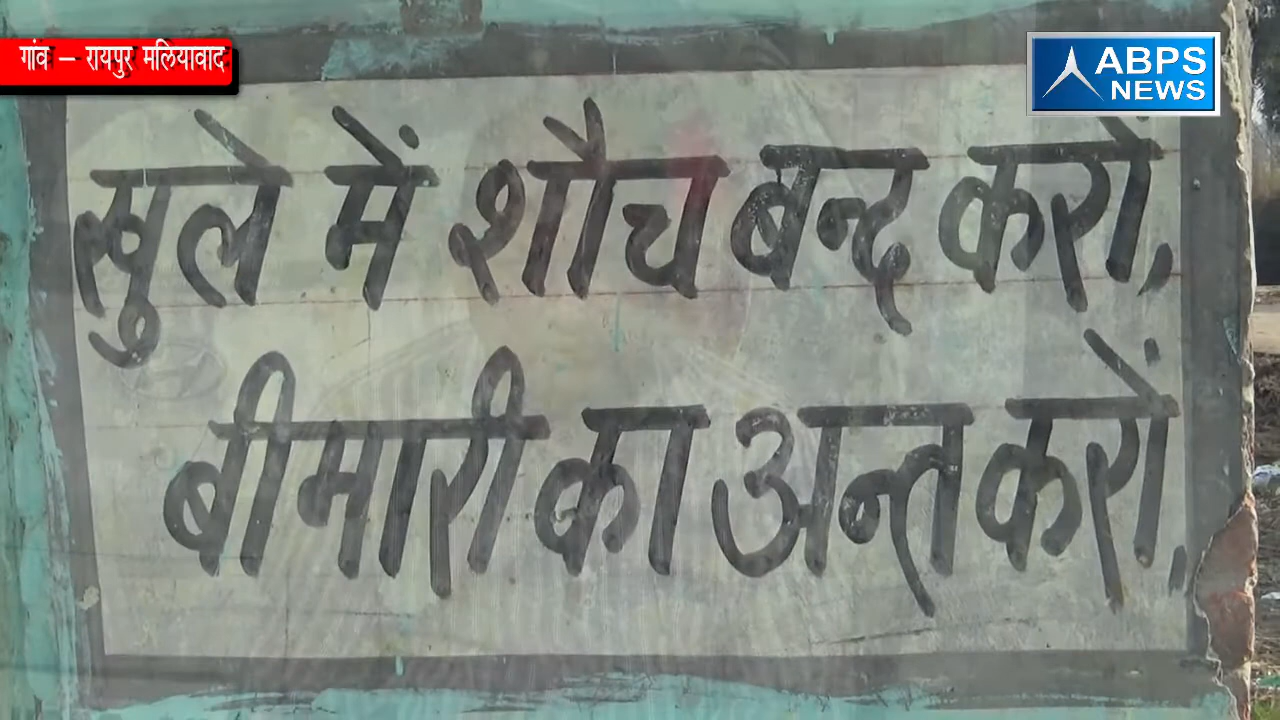 गांव – रायपुर मलियावाद
ABPS
NEWS
खुले में शौच बन्द करों,
बीमारी का अन्त करों,